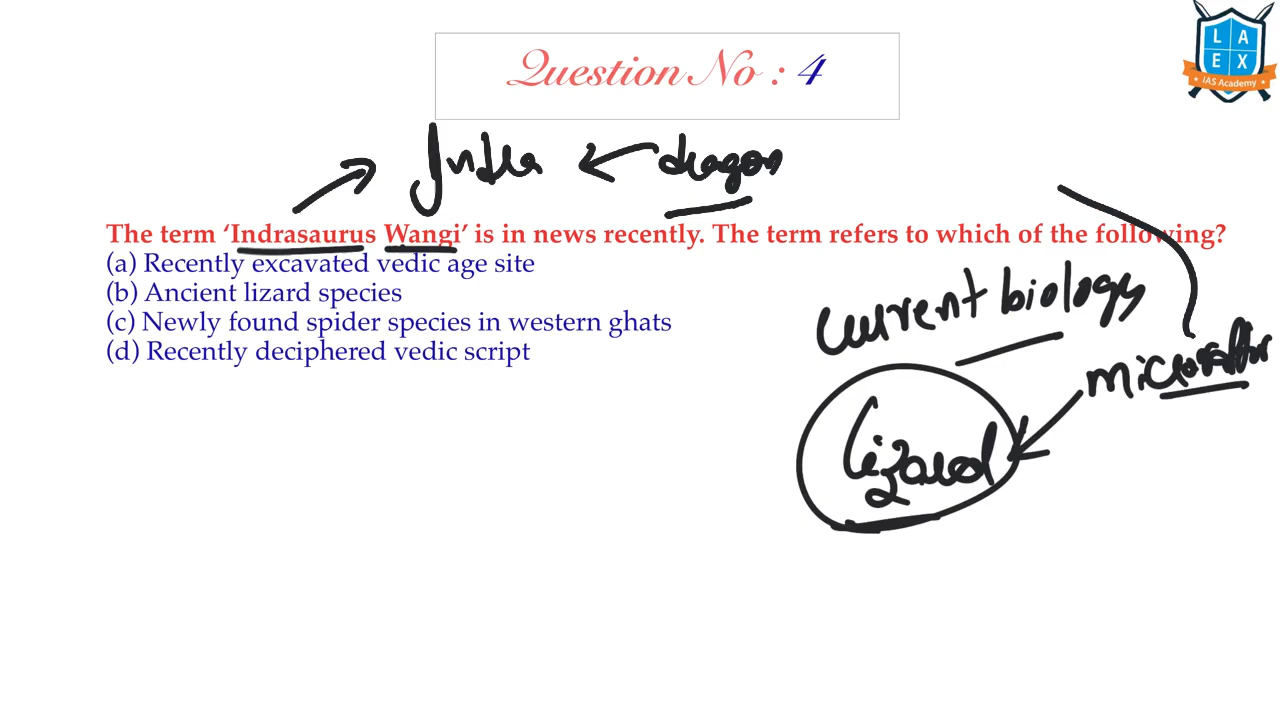 Question No : 4
L A
E X
IAS Academy
Indra dragon
The term ‘Indrasaurus Wangi’ is in news recently. The term refers to which of the following?
(a) Recently excavated vedic age site
(b) Ancient lizard species
(c) Newly found spider species in western ghats
(d) Recently deciphered vedic script
current biology
lizard